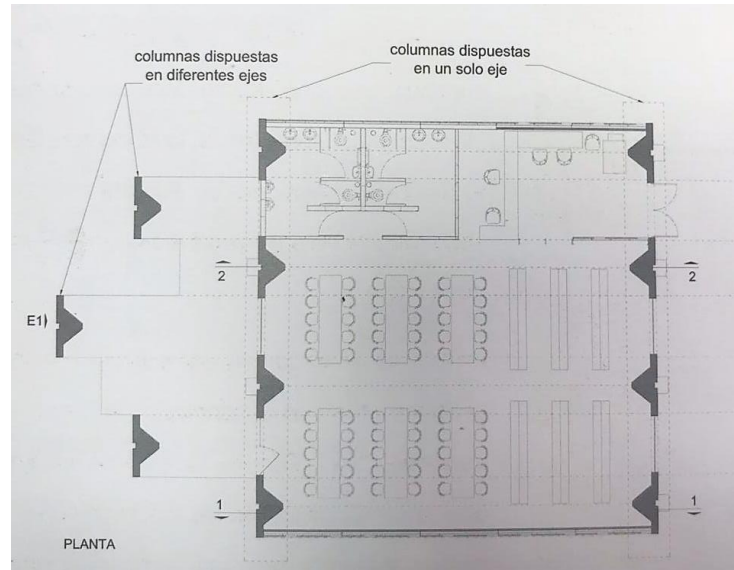 columnas dispuestas
en diferentes ejes
columnas dispuestas
en un solo eje
2
2
E1
1
1
PLANTA